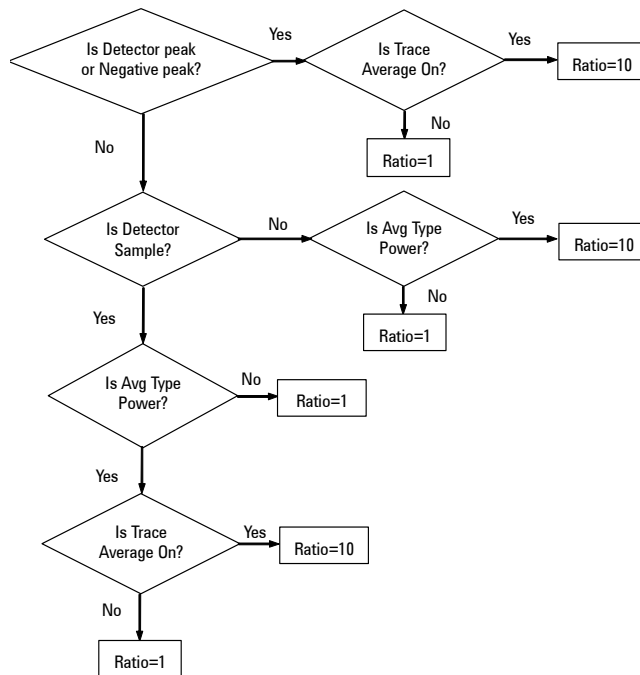 Is Detector peak
or Negative peak?
Yes
Is Trace
Average On?
Yes
Ratio=10
No
Ratio=1
No
Is Detector
Sample?
No
Is Avg Type
Power?
Yes
Ratio=10
No
Ratio=1
Yes
Is Avg Type
Power?
No
Ratio=1
Yes
Is Trace
Average On?
Yes
Ratio=10
No
Ratio=1